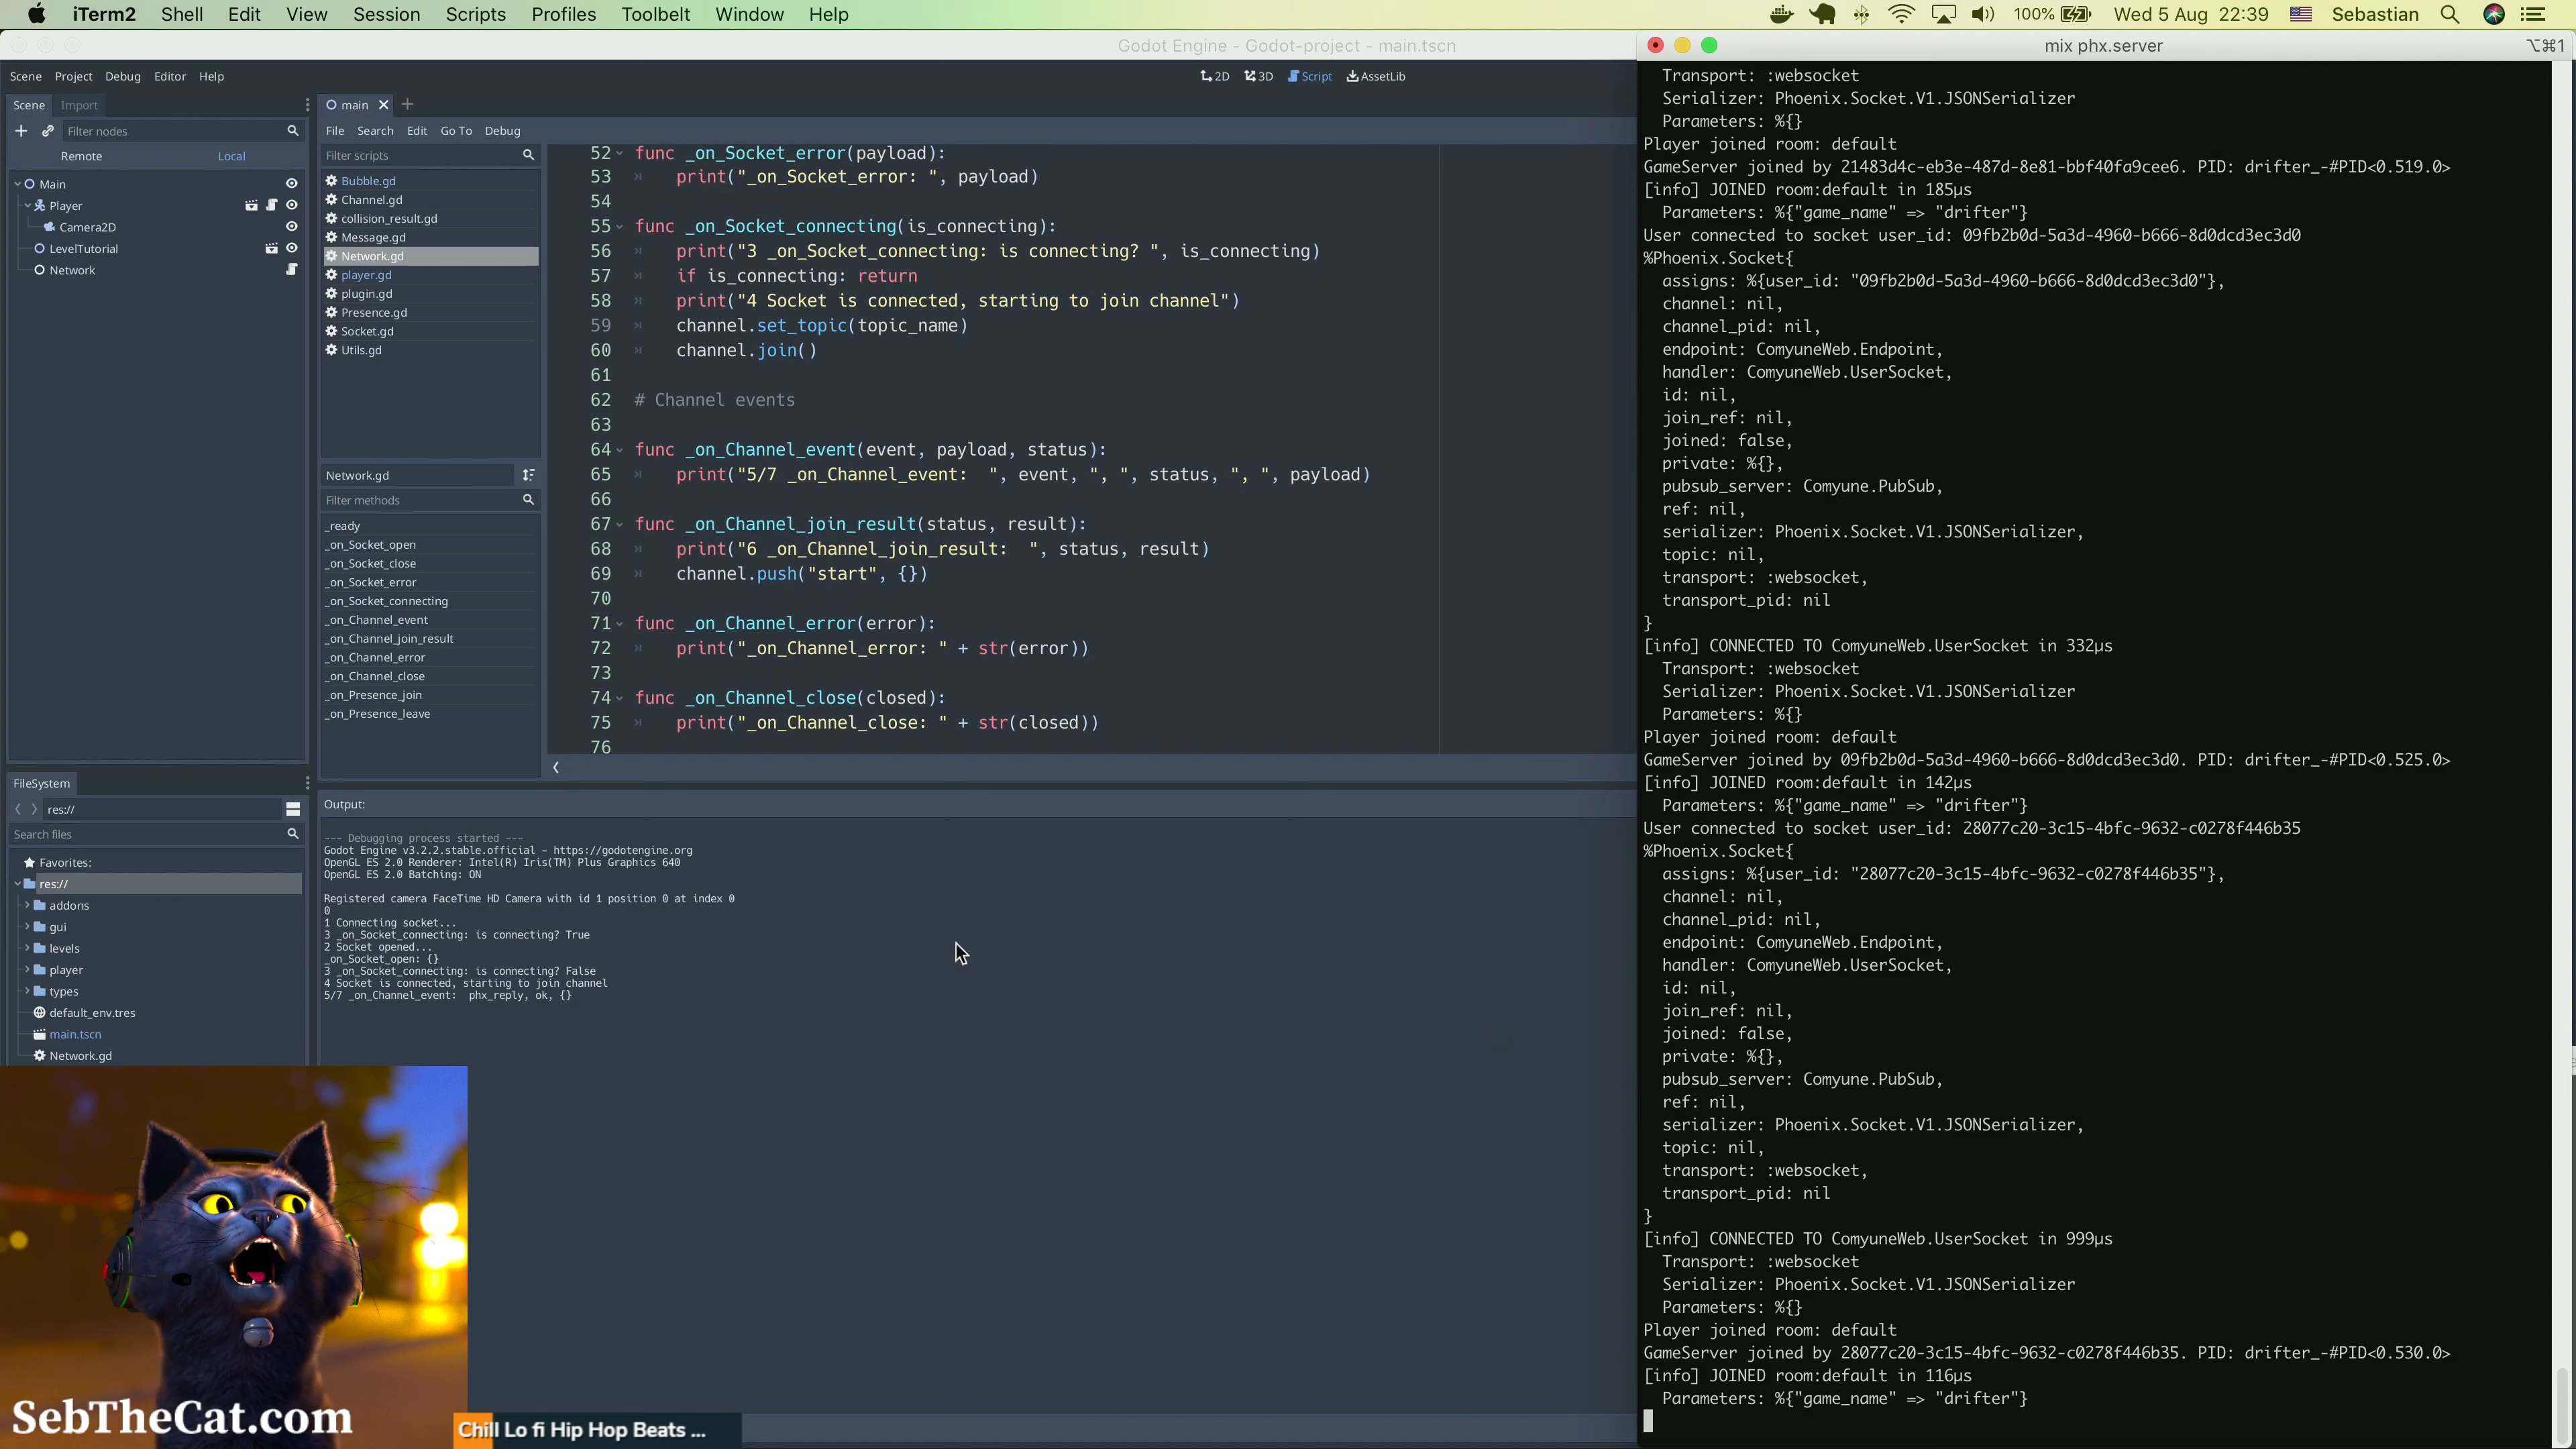 iTerm2 Shell Edit View Session Scripts Profiles Toolbelt Window Help
100% Wed 5 Aug 22:39 Sebastian
Godot Engine - Godot-project - main.tscn
Scene Project Debug Editor Help
2D 3D Script AssetLib
Scene Import
Filter nodes
Remote Local
Main
Player
Camera2D
LevelTutorial
Network
main
File Search Edit Go To Debug
Filter scripts
Bubble.gd
Channel.gd
collision_result.gd
Message.gd
Network.gd
player.gd
plugin.gd
Presence.gd
Socket.gd
Utils.gd
Network.gd
Filter methods
_ready
_on_Socket_open
_on_Socket_close
_on_Socket_error
_on_Socket_connecting
_on_Channel_event
_on_Channel_join_result
_on_Channel_error
_on_Channel_close
_on_Presence_join
_on_Presence_leave
52 func _on_Socket_error(payload):
53 print("_on_Socket_error: ", payload)
54
55 func _on_Socket_connecting(is_connecting):
56 print("3 _on_Socket_connecting: is connecting? ", is_connecting)
57 if is_connecting: return
58 print("4 Socket is connected, starting to join channel")
59 channel.set_topic(topic_name)
60 channel.join()
61
62 # Channel events
63
64 func _on_Channel_event(event, payload, status):
65 print("5/7 _on_Channel_event:  ", event, ", ", status, ", ", payload)
66
67 func _on_Channel_join_result(status, result):
68 print("6 _on_Channel_join_result:  ", status, result)
69 channel.push("start", {})
70
71 func _on_Channel_error(error):
72 print("_on_Channel_error: " + str(error))
73
74 func _on_Channel_close(closed):
75 print("_on_Channel_close: " + str(closed))
76
FileSystem
res://
Search files
Favorites:
res://
addons
gui
levels
player
types
default_env.tres
main.tscn
Network.gd
Output:
--- Debugging process started ---
Godot Engine v3.2.2.stable.official - https://godotengine.org
OpenGL ES 2.0 Renderer: Intel(R) Iris(TM) Plus Graphics 640
OpenGL ES 2.0 Batching: ON
Registered camera FaceTime HD Camera with id 1 position 0 at index 0
0
1 Connecting socket...
3 _on_Socket_connecting: is connecting? True
2 Socket opened...
_on_Socket_open: {}
3 _on_Socket_connecting: is connecting? False
4 Socket is connected, starting to join channel
5/7 _on_Channel_event:  phx_reply, ok, {}
SebTheCat.com
Chill Lo fi Hip Hop Beats ...
mix phx.server ⌥⌘1
Transport: :websocket
Serializer: Phoenix.Socket.V1.JSONSerializer
Parameters: %{}
Player joined room: default
GameServer joined by 21483d4c-eb3e-487d-8e81-bbf40fa9cee6. PID: drifter_-#PID<0.519.0>
[info] JOINED room:default in 185µs
Parameters: %{"game_name" => "drifter"}
User connected to socket user_id: 09fb2b0d-5a3d-4960-b666-8d0dcd3ec3d0
%Phoenix.Socket{
assigns: %{user_id: "09fb2b0d-5a3d-4960-b666-8d0dcd3ec3d0"},
channel: nil,
channel_pid: nil,
endpoint: ComyuneWeb.Endpoint,
handler: ComyuneWeb.UserSocket,
id: nil,
join_ref: nil,
joined: false,
private: %{},
pubsub_server: Comyune.PubSub,
ref: nil,
serializer: Phoenix.Socket.V1.JSONSerializer,
topic: nil,
transport: :websocket,
transport_pid: nil
}
[info] CONNECTED TO ComyuneWeb.UserSocket in 332µs
Transport: :websocket
Serializer: Phoenix.Socket.V1.JSONSerializer
Parameters: %{}
Player joined room: default
GameServer joined by 09fb2b0d-5a3d-4960-b666-8d0dcd3ec3d0. PID: drifter_-#PID<0.525.0>
[info] JOINED room:default in 142µs
Parameters: %{"game_name" => "drifter"}
User connected to socket user_id: 28077c20-3c15-4bfc-9632-c0278f446b35
%Phoenix.Socket{
assigns: %{user_id: "28077c20-3c15-4bfc-9632-c0278f446b35"},
channel: nil,
channel_pid: nil,
endpoint: ComyuneWeb.Endpoint,
handler: ComyuneWeb.UserSocket,
id: nil,
join_ref: nil,
joined: false,
private: %{},
pubsub_server: Comyune.PubSub,
ref: nil,
serializer: Phoenix.Socket.V1.JSONSerializer,
topic: nil,
transport: :websocket,
transport_pid: nil
}
[info] CONNECTED TO ComyuneWeb.UserSocket in 999µs
Transport: :websocket
Serializer: Phoenix.Socket.V1.JSONSerializer
Parameters: %{}
Player joined room: default
GameServer joined by 28077c20-3c15-4bfc-9632-c0278f446b35. PID: drifter_-#PID<0.530.0>
[info] JOINED room:default in 116µs
Parameters: %{"game_name" => "drifter"}